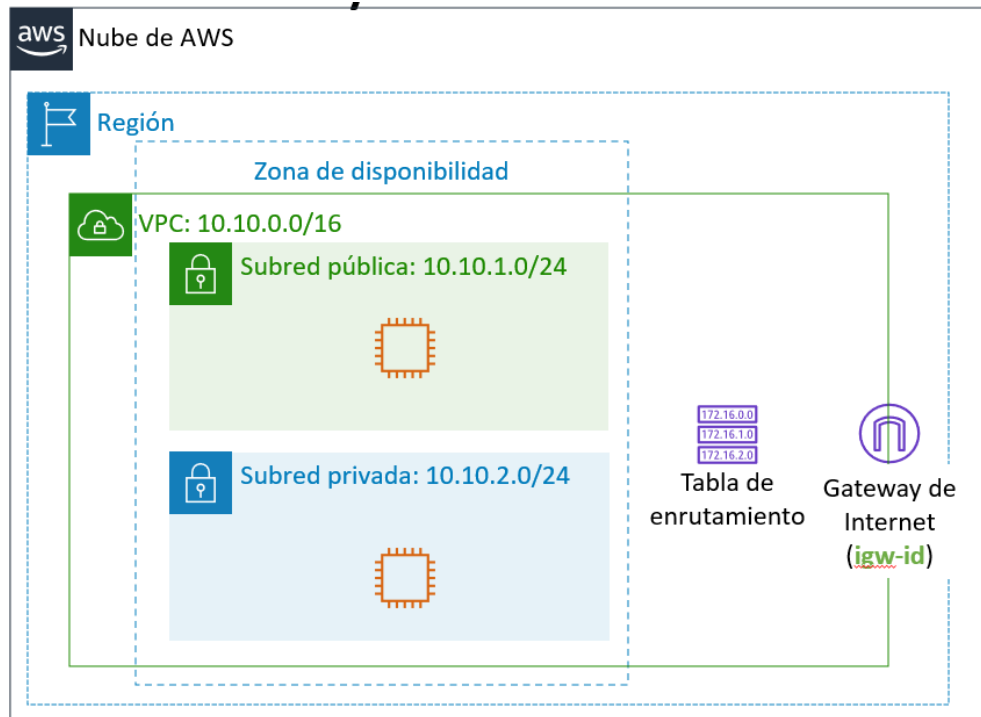 aws
Nube de AWS
Región
Zona de disponibilidad
VPC: 10.10.0.0/16
Subred pública: 10.10.1.0/24
Subred privada: 10.10.2.0/24
172.16.0.0
172.16.1.0
172.16.2.0
Tabla de
enrutamiento
Gateway de
Internet
(igw-id)